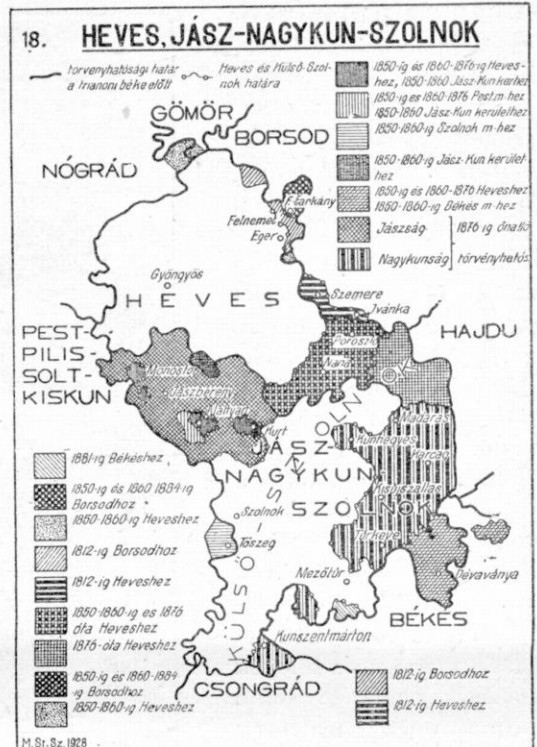 18. HEVES, JÁSZ-NAGYKUN-SZOLNOK
törvényhatósági határ a trianoni béke előtt
Heves és Külső-Szolnok határa
1850-ig és 1860-1876-ig Heveshez, 1850-1860 Jász-Kun kerhez
1850-ig és 1860-1876 Pest m-hez
1850-1860 Jász-Kun kerülethez
1850-1860-ig Szolnok m-hez
1850-1860-ig Jász-Kun kerülethez
1850-ig és 1860-1876 Heveshez
1850-1860-ig Békés m-hez
Jászság
Nagykunság
1876 ig önálló törvényhatós
GÖMÖR
BORSOD
NÓGRÁD
F.tarkány
Felnémet
Eger
Gyöngyös
HEVES
Szemere
Ivánka
HAJDU
PEST-
PILIS-
SOLT-
KISKUN
Poroszló
Nána
Monostor
Jászberény
Kürt
Madaras
Kunhegyes
Karcag
JÁSZ-
NAGYKUN
SZOLNOK
Kisújszállás
KÜLSŐ-SZOLNOK
Szolnok
Tószeg
Túrkeve
Mezőtúr
Dévaványa
BÉKÉS
Kunszentmárton
CSONGRÁD
1881-ig Békéshez
1850-ig és 1860-1884-ig Borsodhoz
1850-1860-ig Heveshez
1812-ig Borsodhoz
1812-ig Heveshez
1850-1860-ig és 1876 óta Heveshez
1876-óta Heveshez
1850-ig és 1860-1884 ig Borsodhoz
1850-1860-ig Heveshez
1812-ig Borsodhoz
1812-ig Heveshez
M. St. Sz. 1928